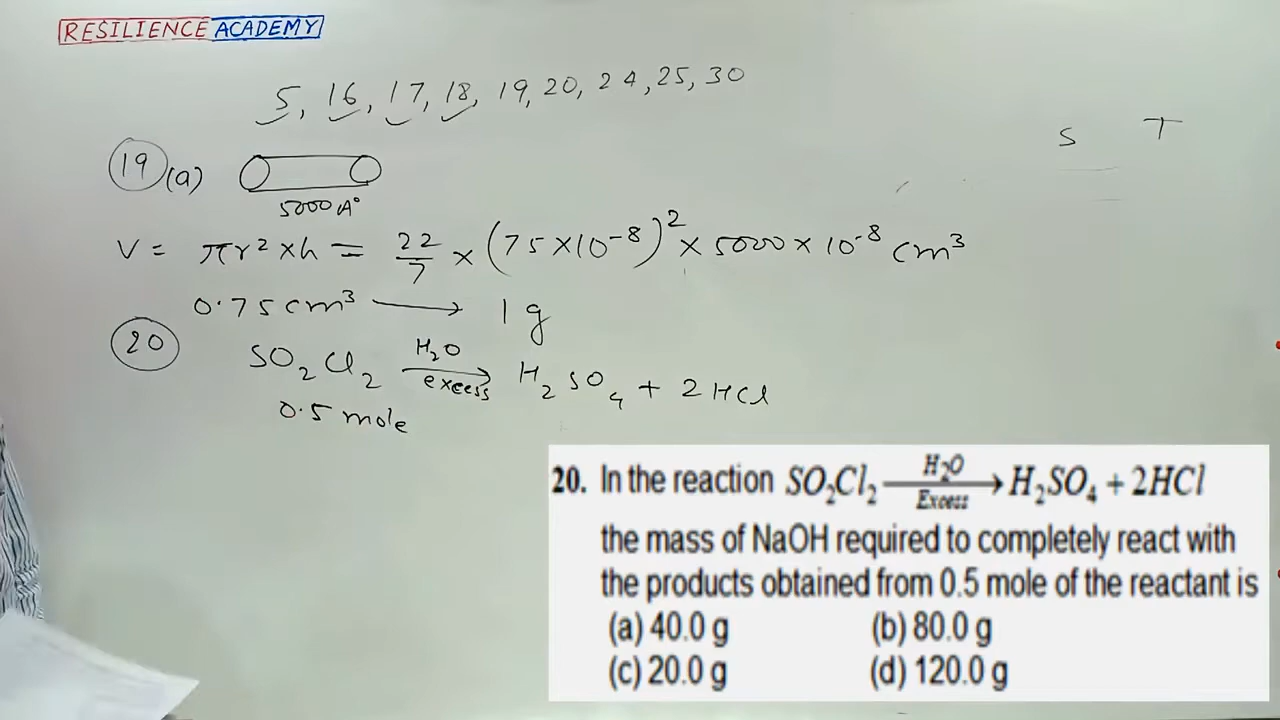 RESILIENCE ACADEMY
5, 16, 17, 18, 19, 20, 24, 25, 30
S T
19 (a)
5000 A°
V = πr² × h = 22/7 × (75 × 10⁻⁸)² × 5000 × 10⁻⁸ cm³
0.75 cm³ ⟶ 1 g
20 SO₂Cl₂ —H₂O/excess→ H₂SO₄ + 2HCl
0.5 mole
20. In the reaction SO₂Cl₂ —H₂O/Excess→ H₂SO₄ + 2HCl
the mass of NaOH required to completely react with
the products obtained from 0.5 mole of the reactant is
(a) 40.0 g (b) 80.0 g
(c) 20.0 g (d) 120.0 g